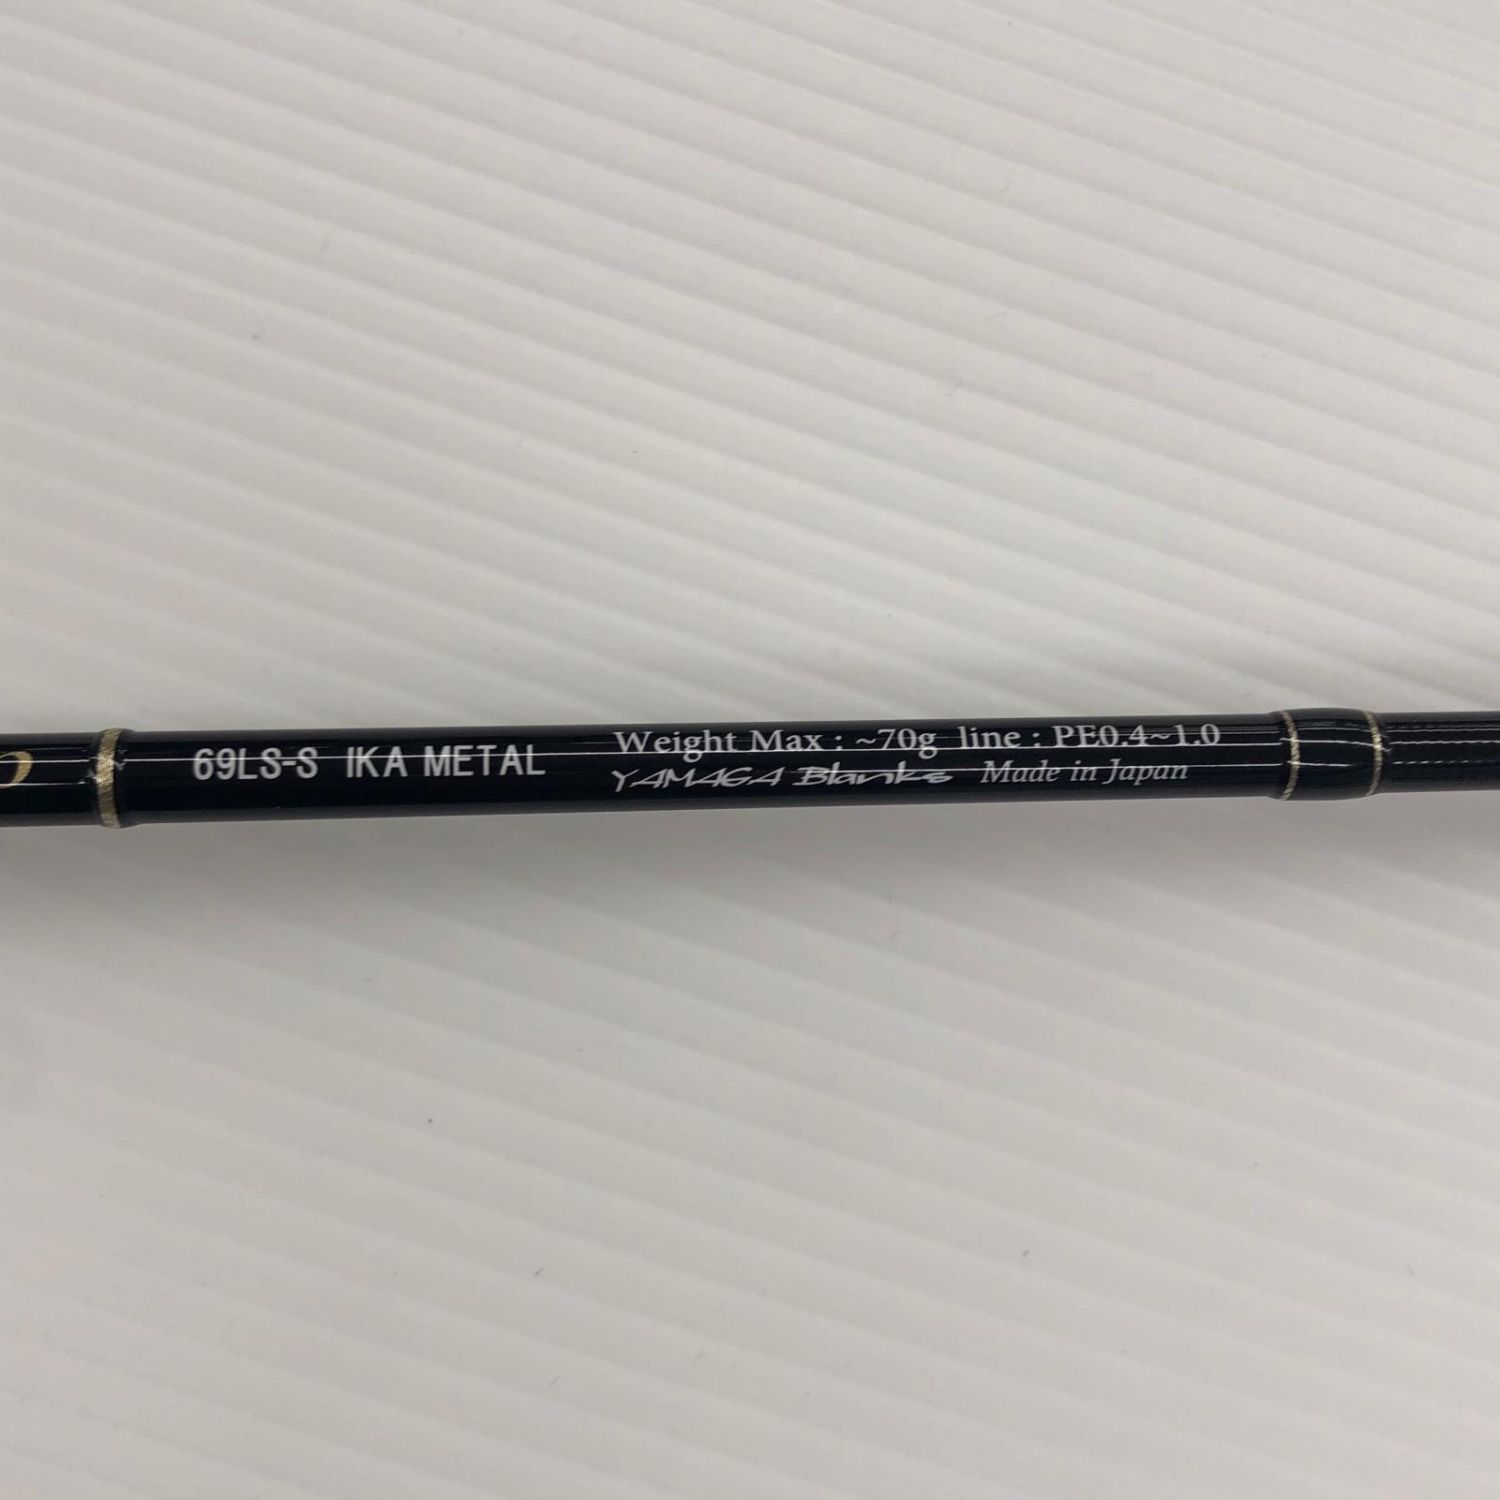 69LS-S IKA METAL
Weight Max : ~70g line : PE0.4~1.0
YAMAGA Blanks Made in Japan